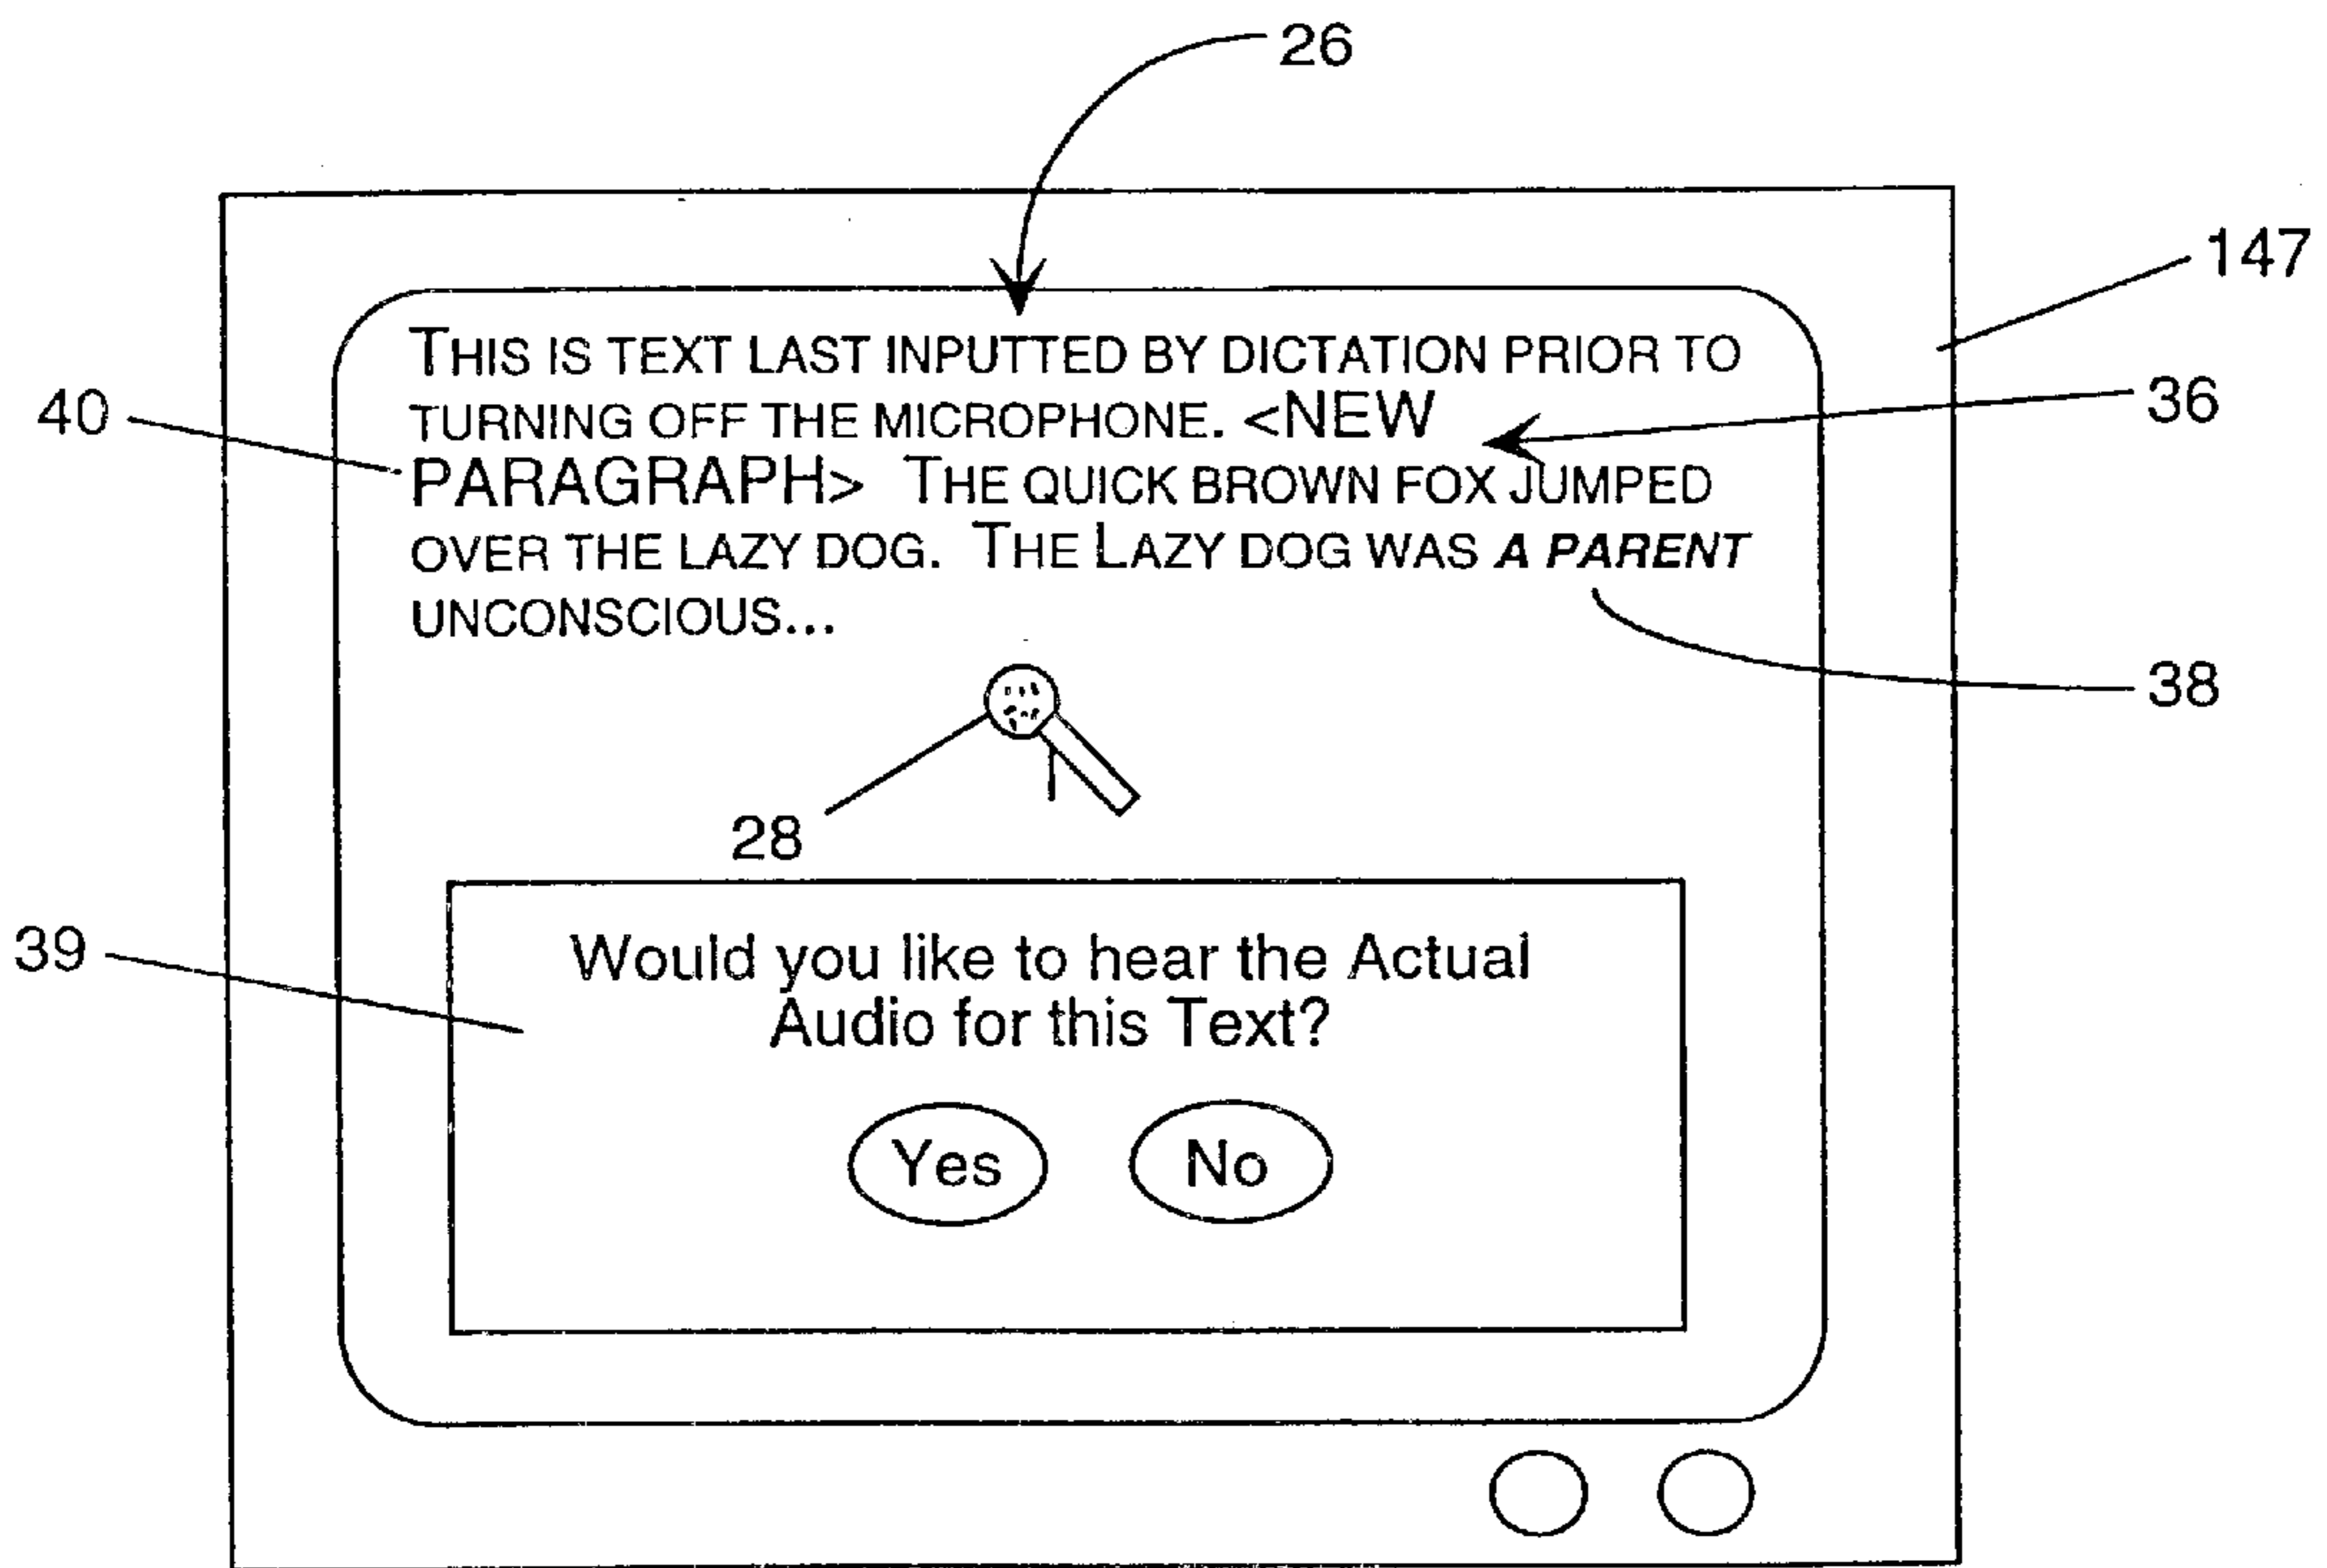 26
147
THIS IS TEXT LAST INPUTTED BY DICTATION PRIOR TO
TURNING OFF THE MICROPHONE. <NEW
36
40
PARAGRAPH> THE QUICK BROWN FOX JUMPED
OVER THE LAZY DOG. THE LAZY DOG WAS A PARENT
UNCONSCIOUS...
38
28
39
Would you like to hear the Actual
Audio for this Text?
Yes No